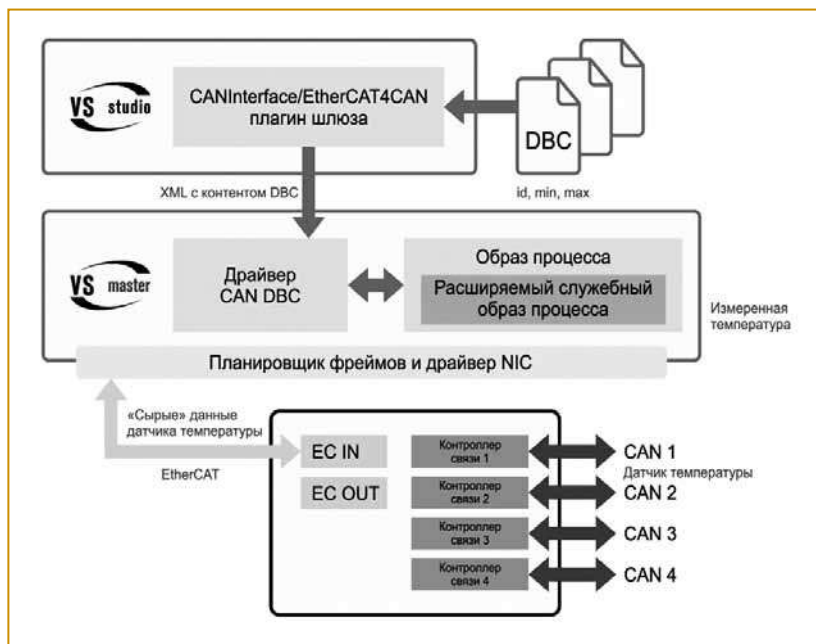 VS studio
CANInterface/EtherCAT4CAN
плагин шлюза
DBC
XML с контентом DBC
id, min, max
VS master
Драйвер
CAN DBC
Образ процесса
Расширяемый служебный
образ процесса
Измеренная
температура
Планировщик фреймов и драйвер NIC
«Сырые» данные
датчика температуры
EtherCAT
EC IN
EC OUT
Контроллер
связи 1
Контроллер
связи 2
Контроллер
связи 3
Контроллер
связи 4
CAN 1
Датчик температуры
CAN 2
CAN 3
CAN 4